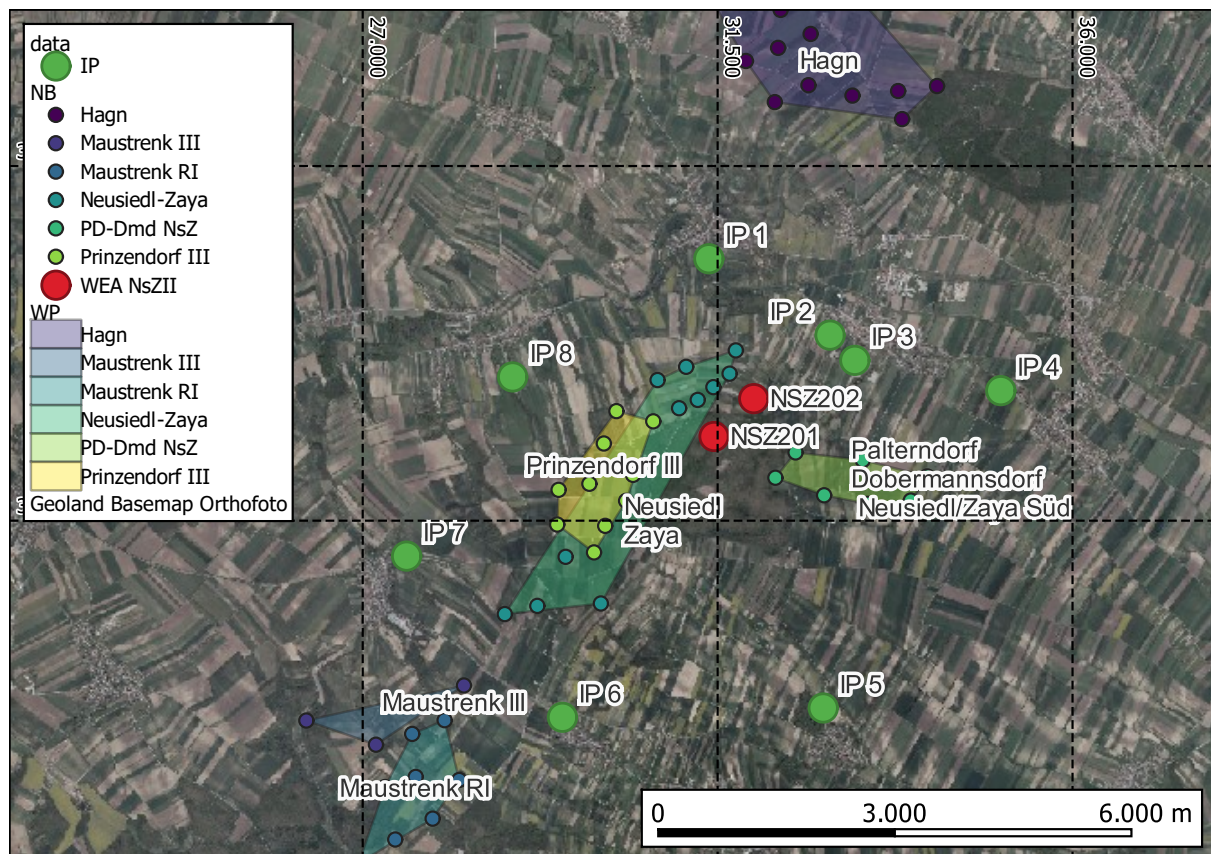 data
IP
NB
Hagn
Maustrenk III
Maustrenk RI
Neusiedl-Zaya
PD-Dmd NsZ
Prinzendorf III
WEA NsZII
WP
Hagn
Maustrenk III
Maustrenk RI
Neusiedl-Zaya
PD-Dmd NsZ
Prinzendorf III
Geoland Basemap Orthofoto
27.000
31.500
36.000
Hagn
IP 1
IP 2
IP 3
IP 4
IP 8
NSZ202
NSZ201
Prinzendorf III
Palterndorf
Dobermannsdorf
Neusiedl/Zaya Süd
Neusiedl
Zaya
IP 7
IP 6
IP 5
Maustrenk III
Maustrenk RI
0 3.000 6.000 m